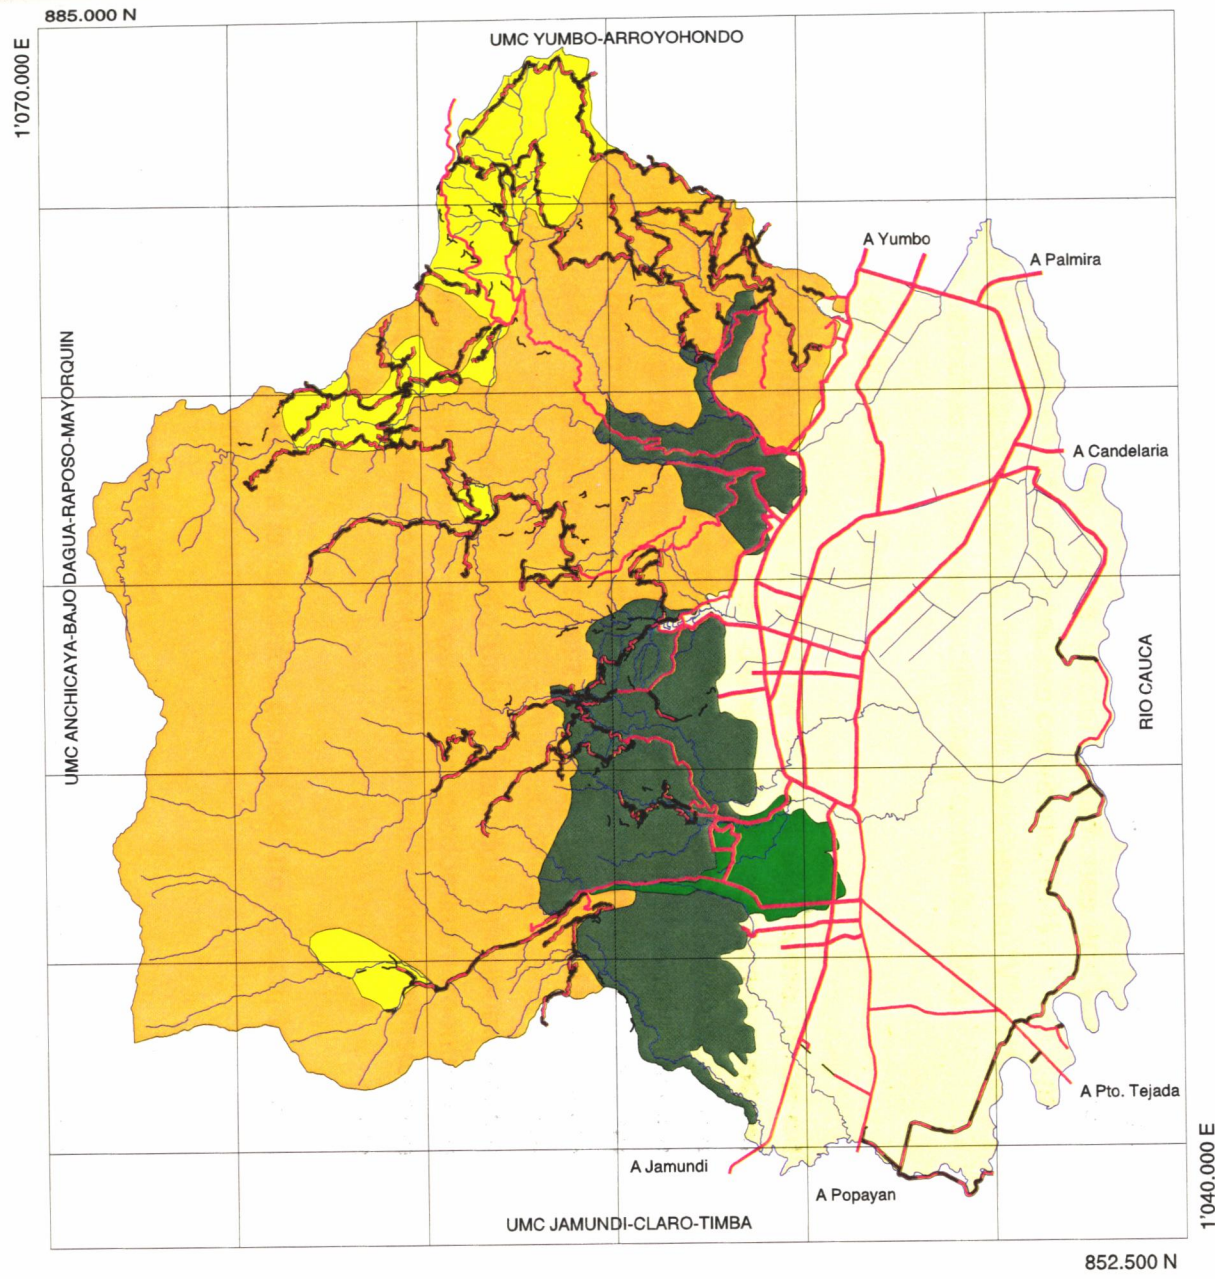 885.000 N
1'070.000 E
UMC YUMBO-ARROYOHONDO
A Yumbo
A Palmira
UMC ANCHICAYA-BAJO DAGUA-RAPOSO-MAYORQUIN
A Candelaria
RIO CAUCA
A Pto. Tejada
A Jamundi
A Popayan
1'040.000 E
UMC JAMUNDI-CLARO-TIMBA
852.500 N